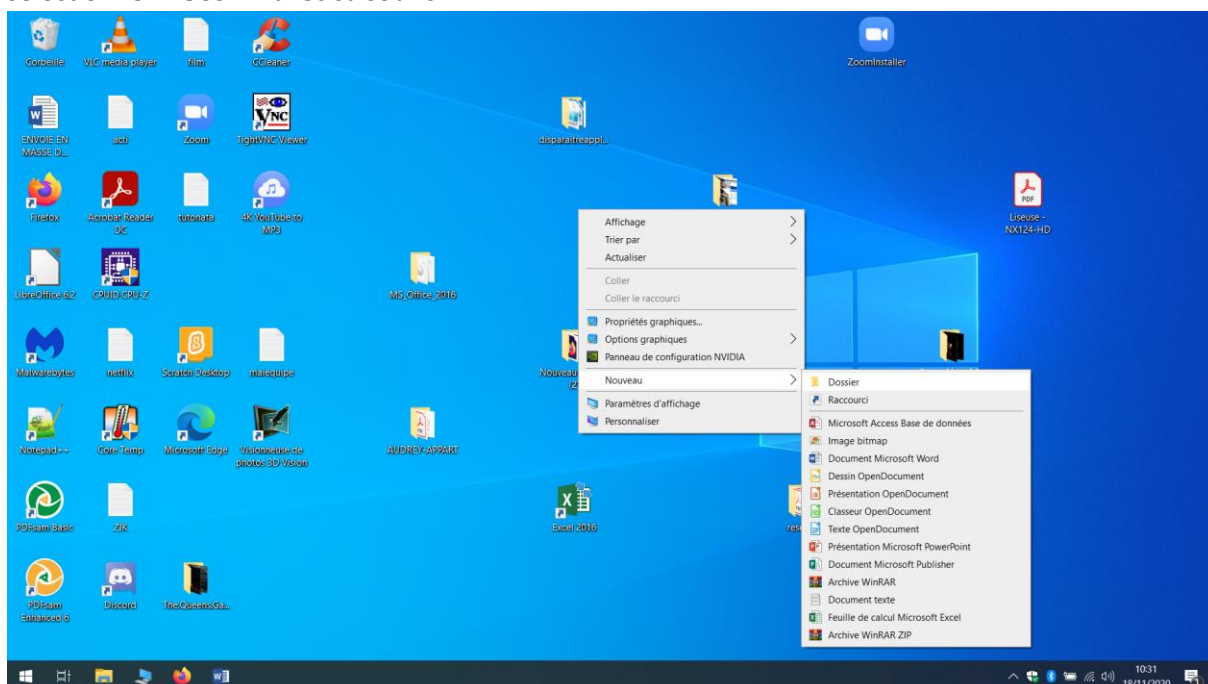 Corbeille
VLC media player
film
CCleaner
ZoomInstaller
ENVOIE EN
MASSE D...
acti
Zoom
TightVNC Viewer
disparaitreappl...
Firefox
Acrobat Reader
DC
tutonata
4K YouTube to
MP3
Liseuse -
NX124-HD
LibreOffice 6.2
CPUID CPU-Z
MS_Office_2016
Malwarebytes
netflix
Scratch Desktop
maiequipe
Nouveau
(2
Notepad++
Core Temp
Microsoft Edge
Visionneuse de
photos 3D Vision
AUDREY-APPART
PDFsam Basic
ZIK
Excel 2016
PDFsam
Enhanced 6
Discord
The.Queens.Ga...
Affichage
Trier par
Actualiser
Coller
Coller le raccourci
Propriétés graphiques...
Options graphiques
Panneau de configuration NVIDIA
Nouveau
Paramètres d'affichage
Personnaliser
Dossier
Raccourci
Microsoft Access Base de données
Image bitmap
Document Microsoft Word
Dessin OpenDocument
Présentation OpenDocument
Classeur OpenDocument
Texte OpenDocument
Présentation Microsoft PowerPoint
Document Microsoft Publisher
Archive WinRAR
Document texte
Feuille de calcul Microsoft Excel
Archive WinRAR ZIP
10:31
18/11/2020